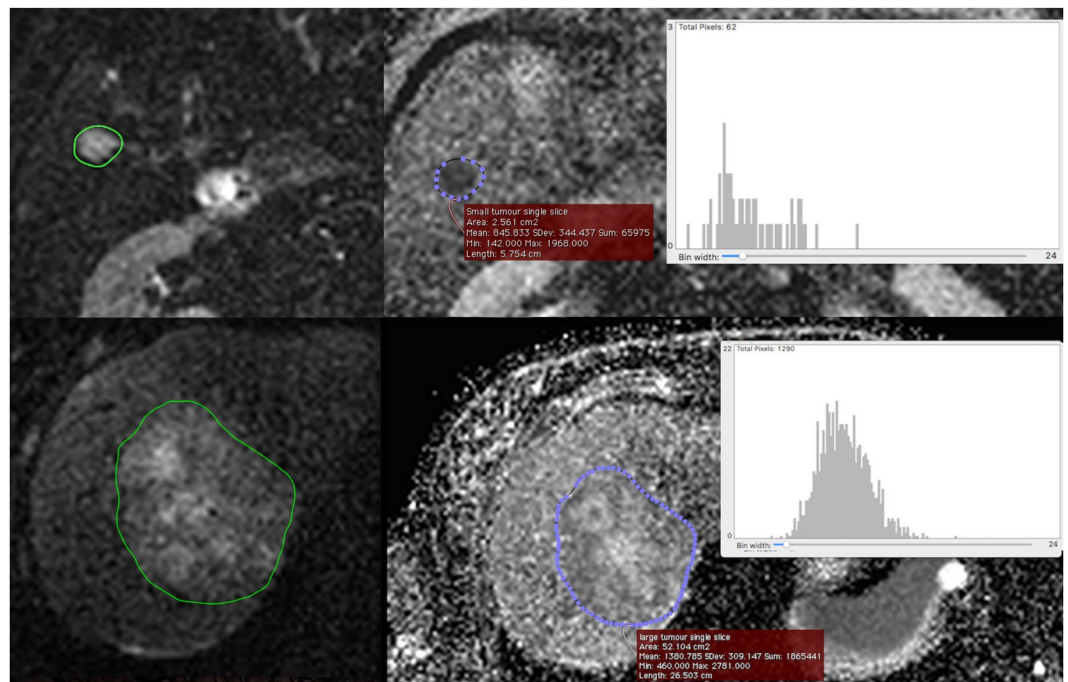 3
Total Pixels: 62
Small tumour single slice
Area: 2.561 cm2
Mean: 845.833 SDev: 344.437 Sum: 65975
Min: 142.000 Max: 1968.000
Length: 5.754 cm
0
Bin width:
24
22
Total Pixels: 1290
0
Bin width:
24
large tumour single slice
Area: 52.104 cm2
Mean: 1380.785 SDev: 309.147 Sum: 1865441
Min: 460.000 Max: 2781.000
Length: 26.503 cm